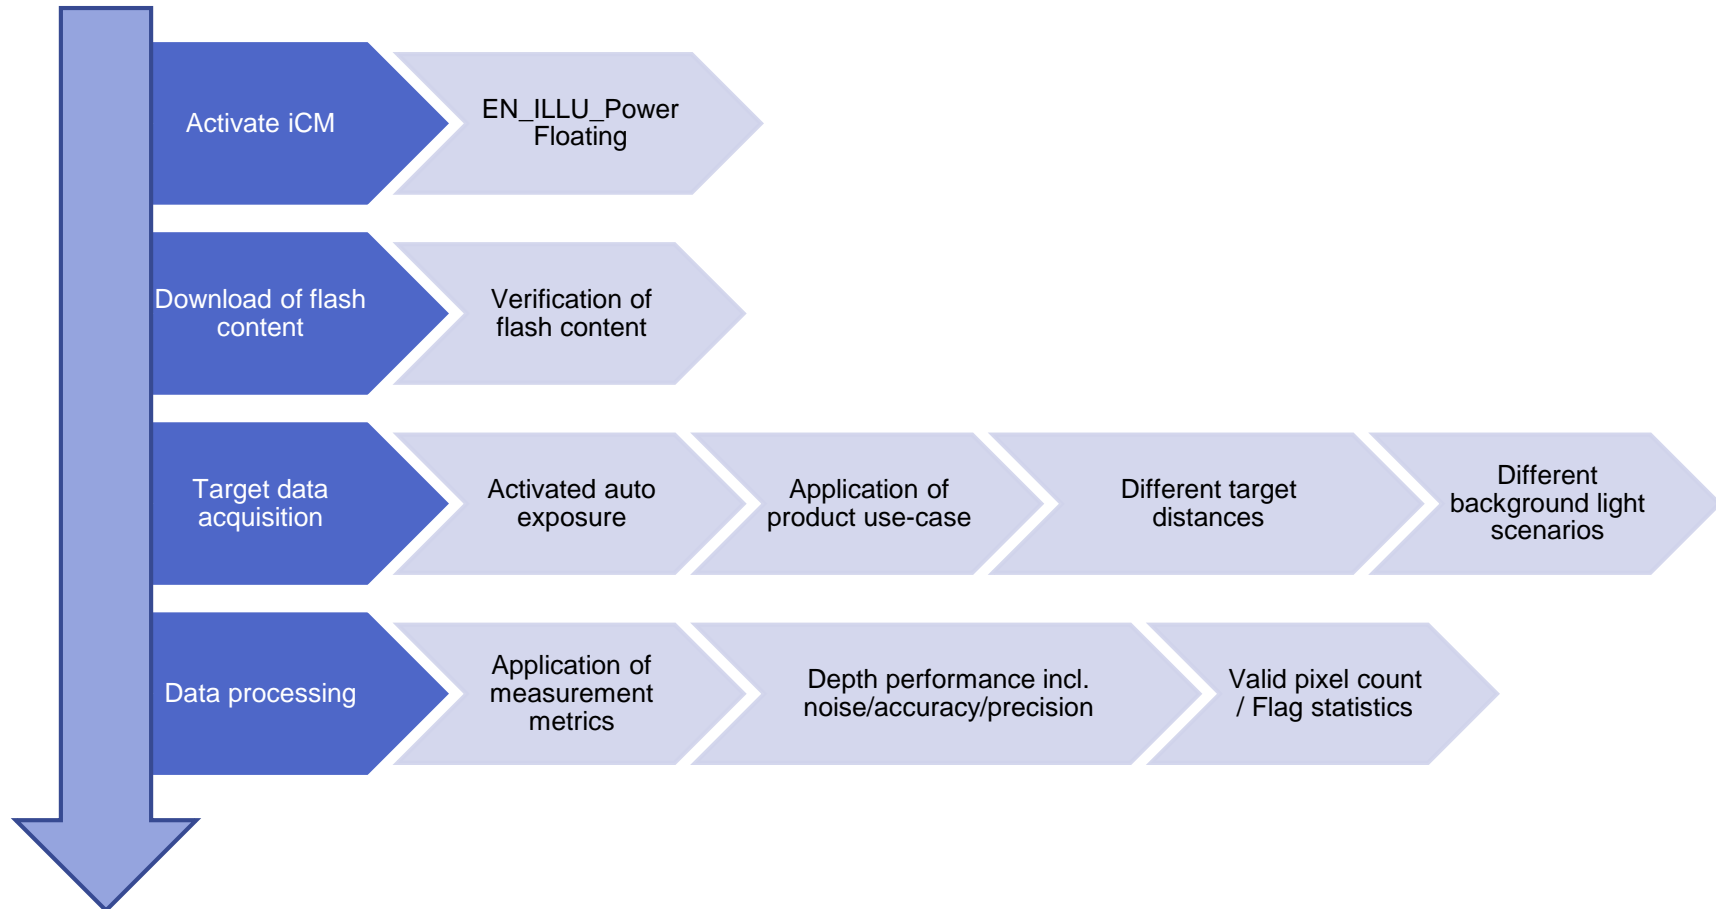 Activate iCM
EN_ILLU_Power
Floating
Download of flash
content
Verification of
flash content
Target data
acquisition
Activated auto
exposure
Application of
product use-case
Different target
distances
Different
background light
scenarios
Data processing
Application of
measurement
metrics
Depth performance incl.
noise/accuracy/precision
Valid pixel count
/ Flag statistics